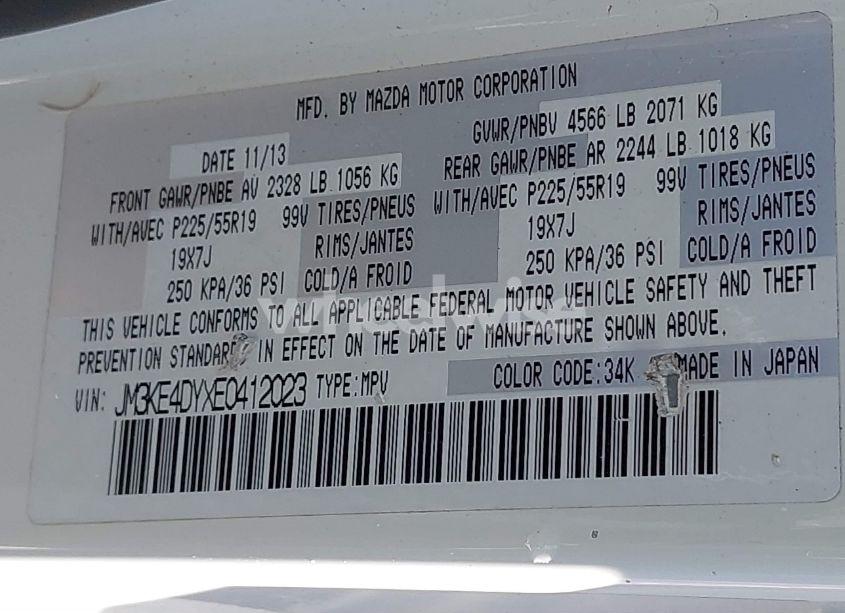 MFD. BY MAZDA MOTOR CORPORATION
DATE 11/13
GVWR/PNBV 4566 LB 2071 KG
FRONT GAWR/PNBE AV 2328 LB 1056 KG
REAR GAWR/PNBE AR 2244 LB 1018 KG
WITH/AVEC P225/55R19 99V TIRES/PNEUS
WITH/AVEC P225/55R19 99V TIRES/PNEUS
19X7J RIMS/JANTES
19X7J RIMS/JANTES
250 KPA/36 PSI COLD/A FROID
250 KPA/36 PSI COLD/A FROID
THIS VEHICLE CONFORMS TO ALL APPLICABLE FEDERAL MOTOR VEHICLE SAFETY AND THEFT
PREVENTION STANDARD IN EFFECT ON THE DATE OF MANUFACTURE SHOWN ABOVE.
VIN: JM3KE4DYXE0412023 TYPE:MPV COLOR CODE:34K MADE IN JAPAN
wheelwise